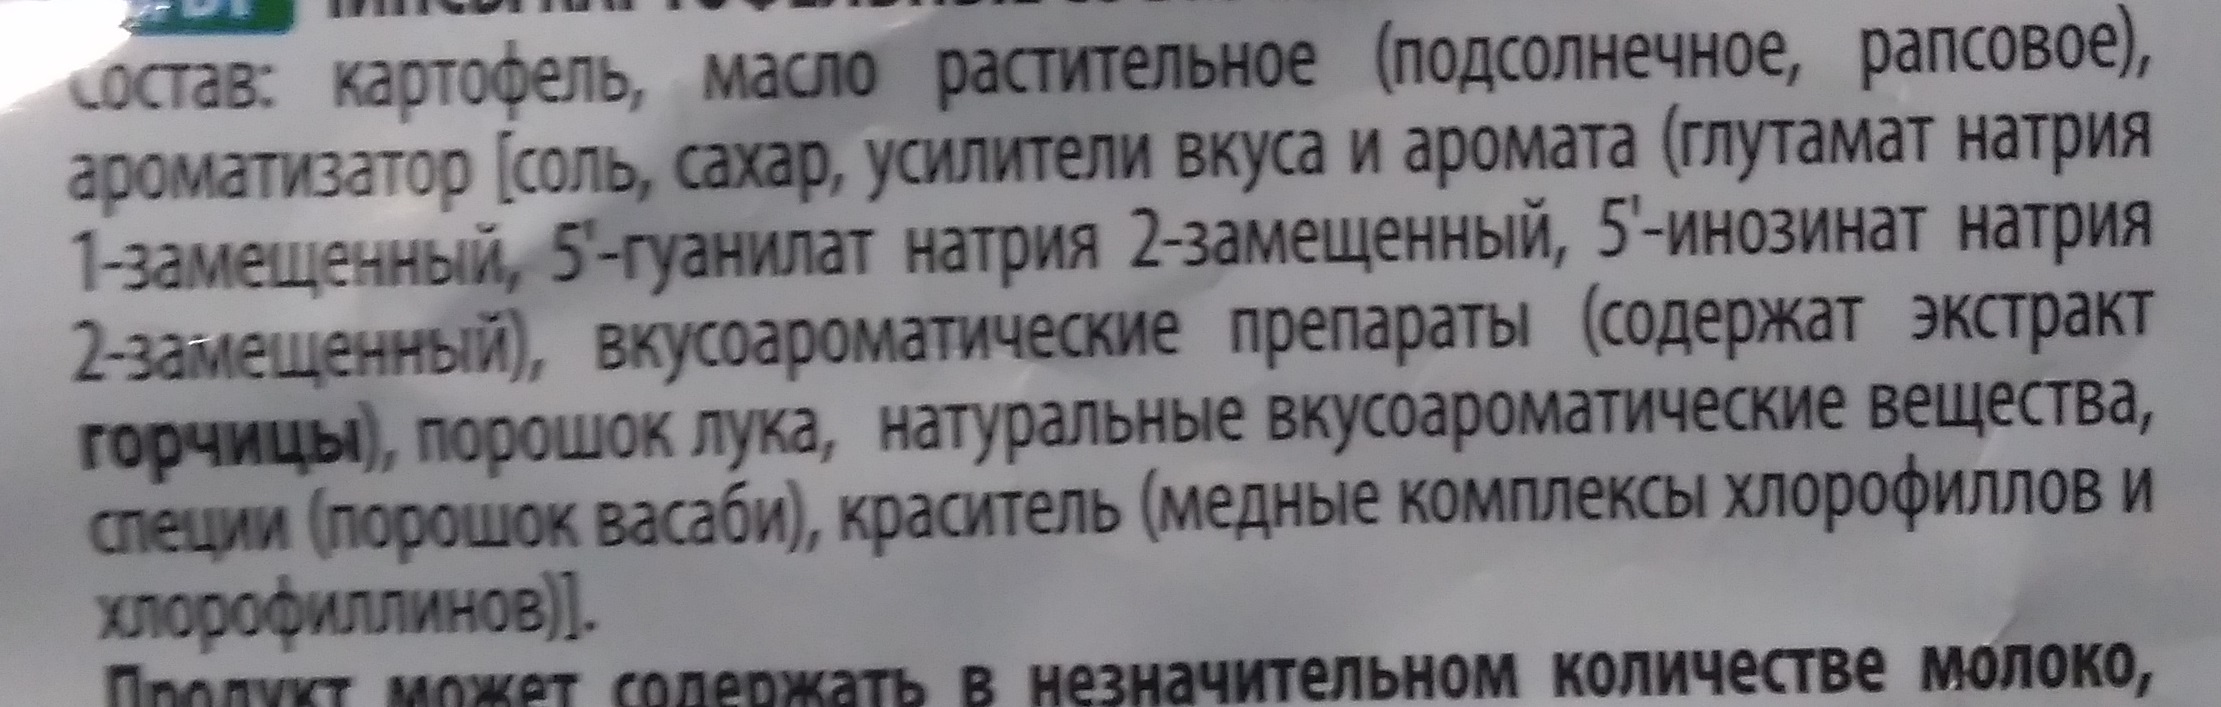 состав: картофель, масло растительное (подсолнечное, рапсовое),
ароматизатор [соль, сахар, усилители вкуса и аромата (глутамат натрия
1-замещенный, 5'-гуанилат натрия 2-замещенный, 5'-инозинат натрия
2-замещенный), вкусоароматические препараты (содержат экстракт
горчицы), порошок лука, натуральные вкусоароматические вещества,
специи (порошок васаби), краситель (медные комплексы хлорофиллов и
хлорофиллинов)].
Продукт может содержать в незначительном количестве молоко,